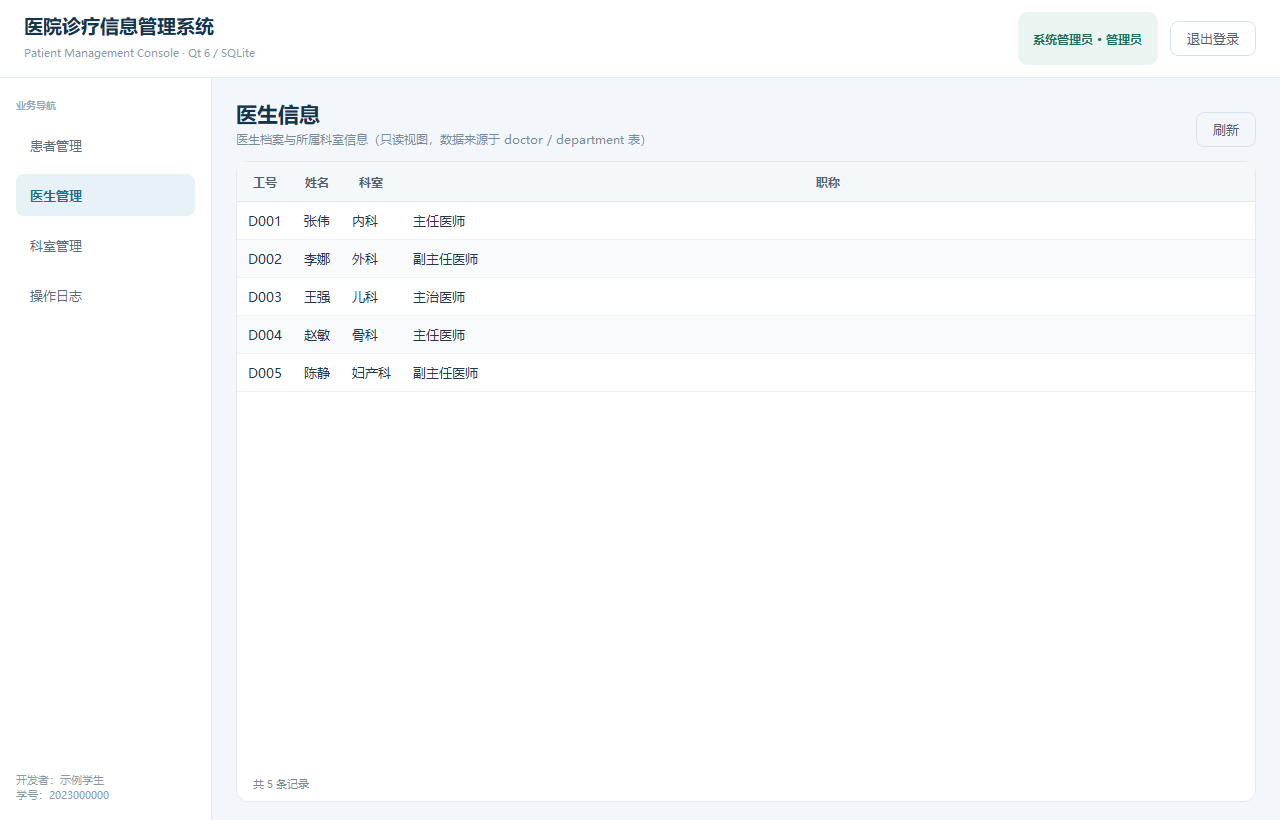 医院诊疗信息管理系统
Patient Management Console · Qt 6 / SQLite
系统管理员 · 管理员
退出登录
业务导航
患者管理
医生管理
科室管理
操作日志
开发者：示例学生
学号：2023000000
医生信息
医生档案与所属科室信息（只读视图，数据来源于 doctor / department 表）
刷新
工号 姓名 科室 职称
D001 张伟 内科 主任医师
D002 李娜 外科 副主任医师
D003 王强 儿科 主治医师
D004 赵敏 骨科 主任医师
D005 陈静 妇产科 副主任医师
共 5 条记录